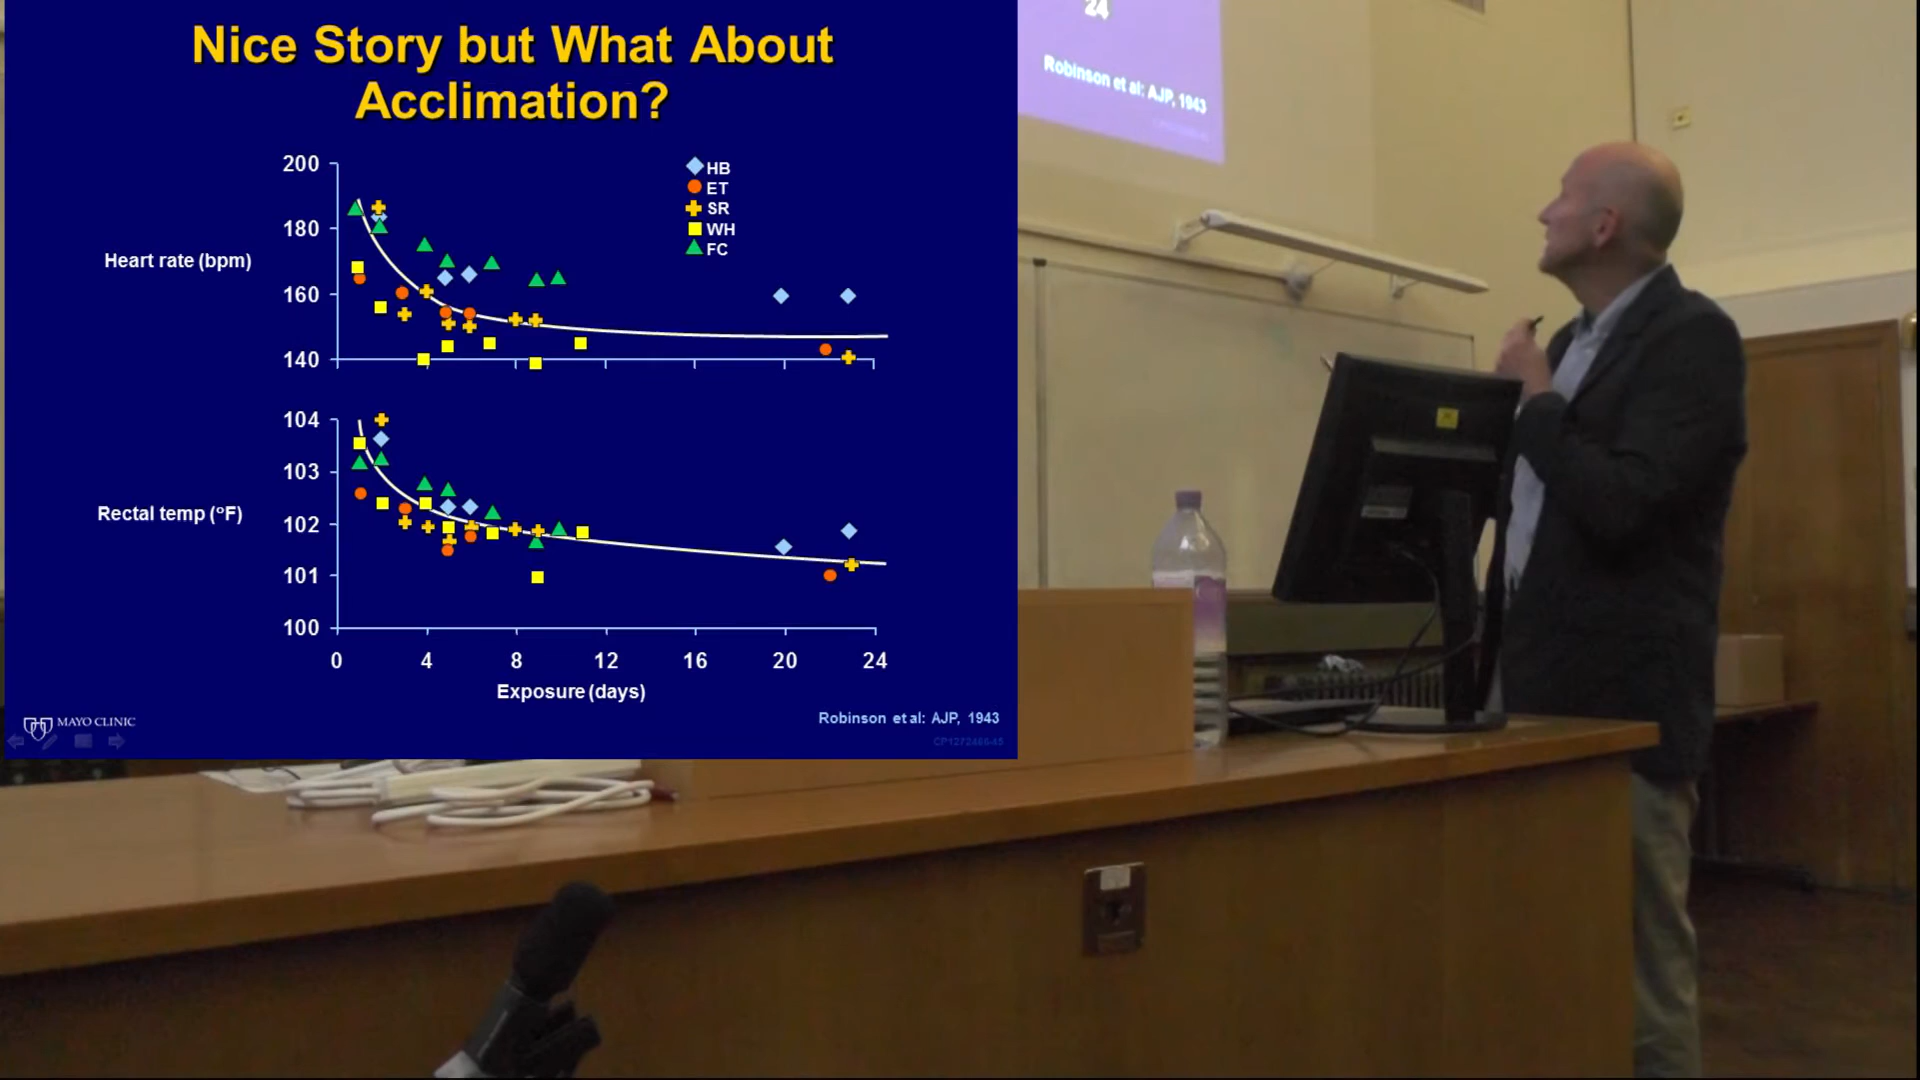 Nice Story but What About
Acclimation?
200
180
160
140
Heart rate (bpm)
HB
ET
SR
WH
FC
104
103
102
101
100
Rectal temp (°F)
0 4 8 12 16 20 24
Exposure (days)
MAYO CLINIC
Robinson et al: AJP, 1943
24
Robinson et al: AJP, 1943